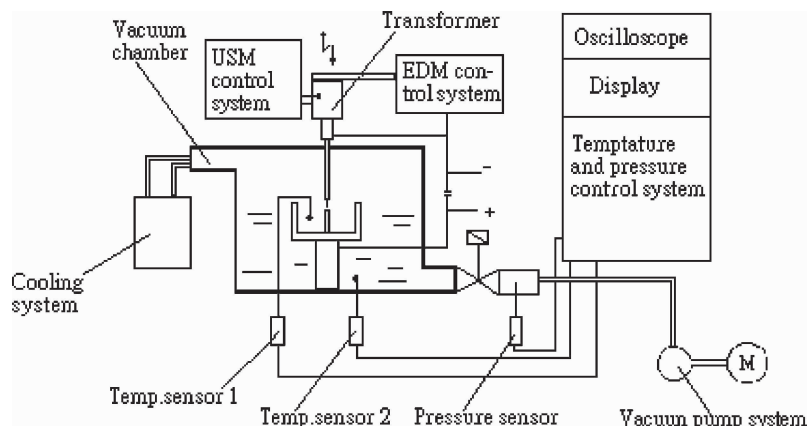 Transformer
Vacuum
chamber
USM
control
system
EDM con-
trol system
Oscilloscope
Display
Temptature
and pressure
control system
−
+
Cooling
system
M
Temp.sensor 1
Temp.sensor 2
Pressure sensor
Vacuun pump system